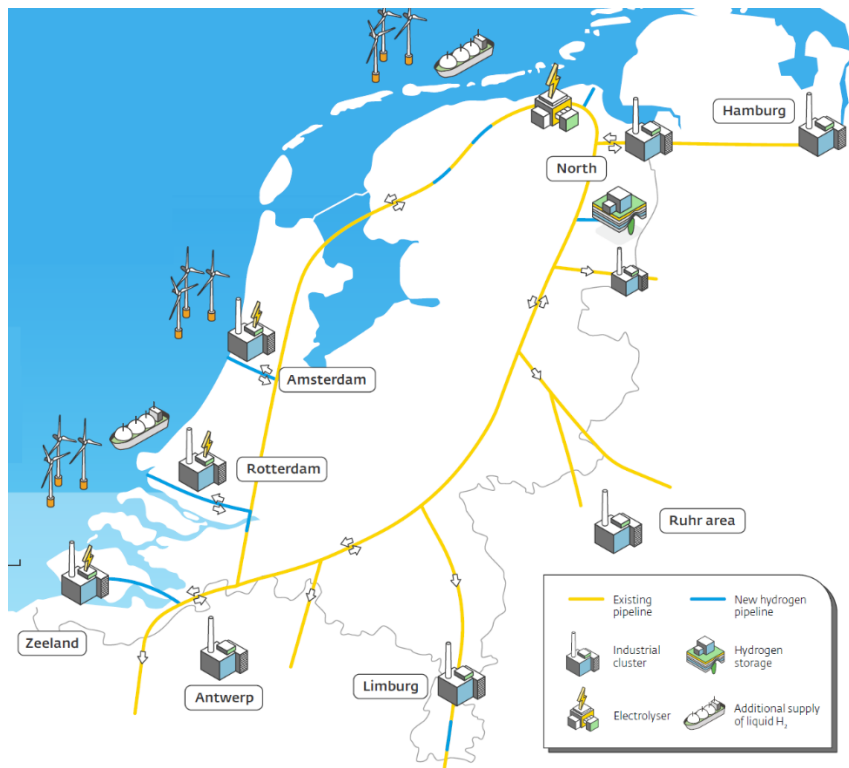 Hamburg
North
Amsterdam
Rotterdam
Ruhr area
Zeeland
Antwerp
Limburg
Existing
pipeline
New hydrogen
pipeline
Industrial
cluster
Hydrogen
storage
Electrolyser
Additional supply
of liquid H₂